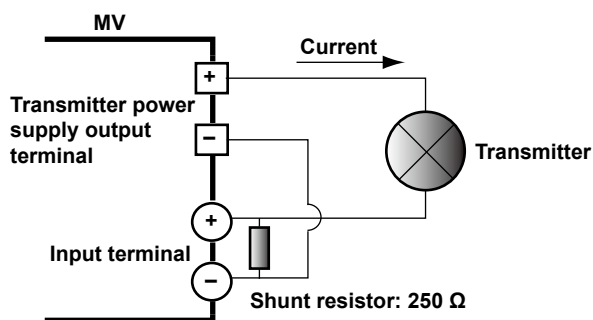 MV
Current
+
Transmitter power
supply output
terminal
−
Transmitter
+
Input terminal
−
Shunt resistor: 250 Ω